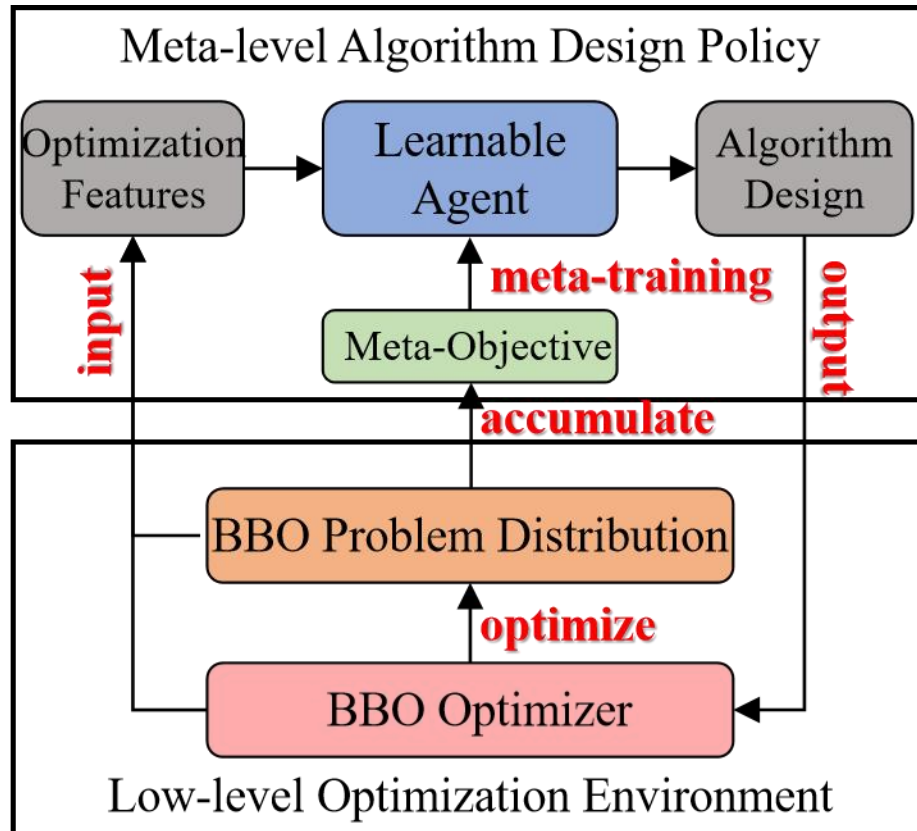 Meta-level Algorithm Design Policy
Optimization
Features
Learnable
Agent
Algorithm
Design
input
meta-training
output
Meta-Objective
accumulate
BBO Problem Distribution
optimize
BBO Optimizer
Low-level Optimization Environment